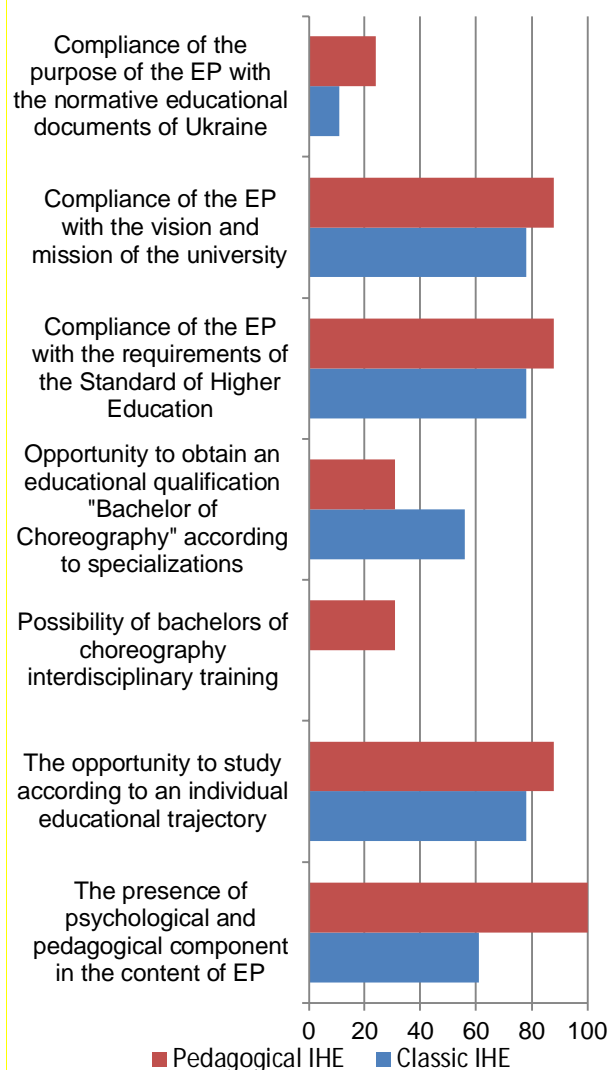 Compliance of the
purpose of the EP with
the normative educational
documents of Ukraine
Compliance of the EP
with the vision and
mission of the university
Compliance of the EP
with the requirements of
the Standard of Higher
Education
Opportunity to obtain an
educational qualification
"Bachelor of
Choreography" according
to specializations
Possibility of bachelors of
choreography
interdisciplinary training
The opportunity to study
according to an individual
educational trajectory
The presence of
psychological and
pedagogical component
in the content of EP
0 20 40 60 80 100
Pedagogical IHE Classic IHE